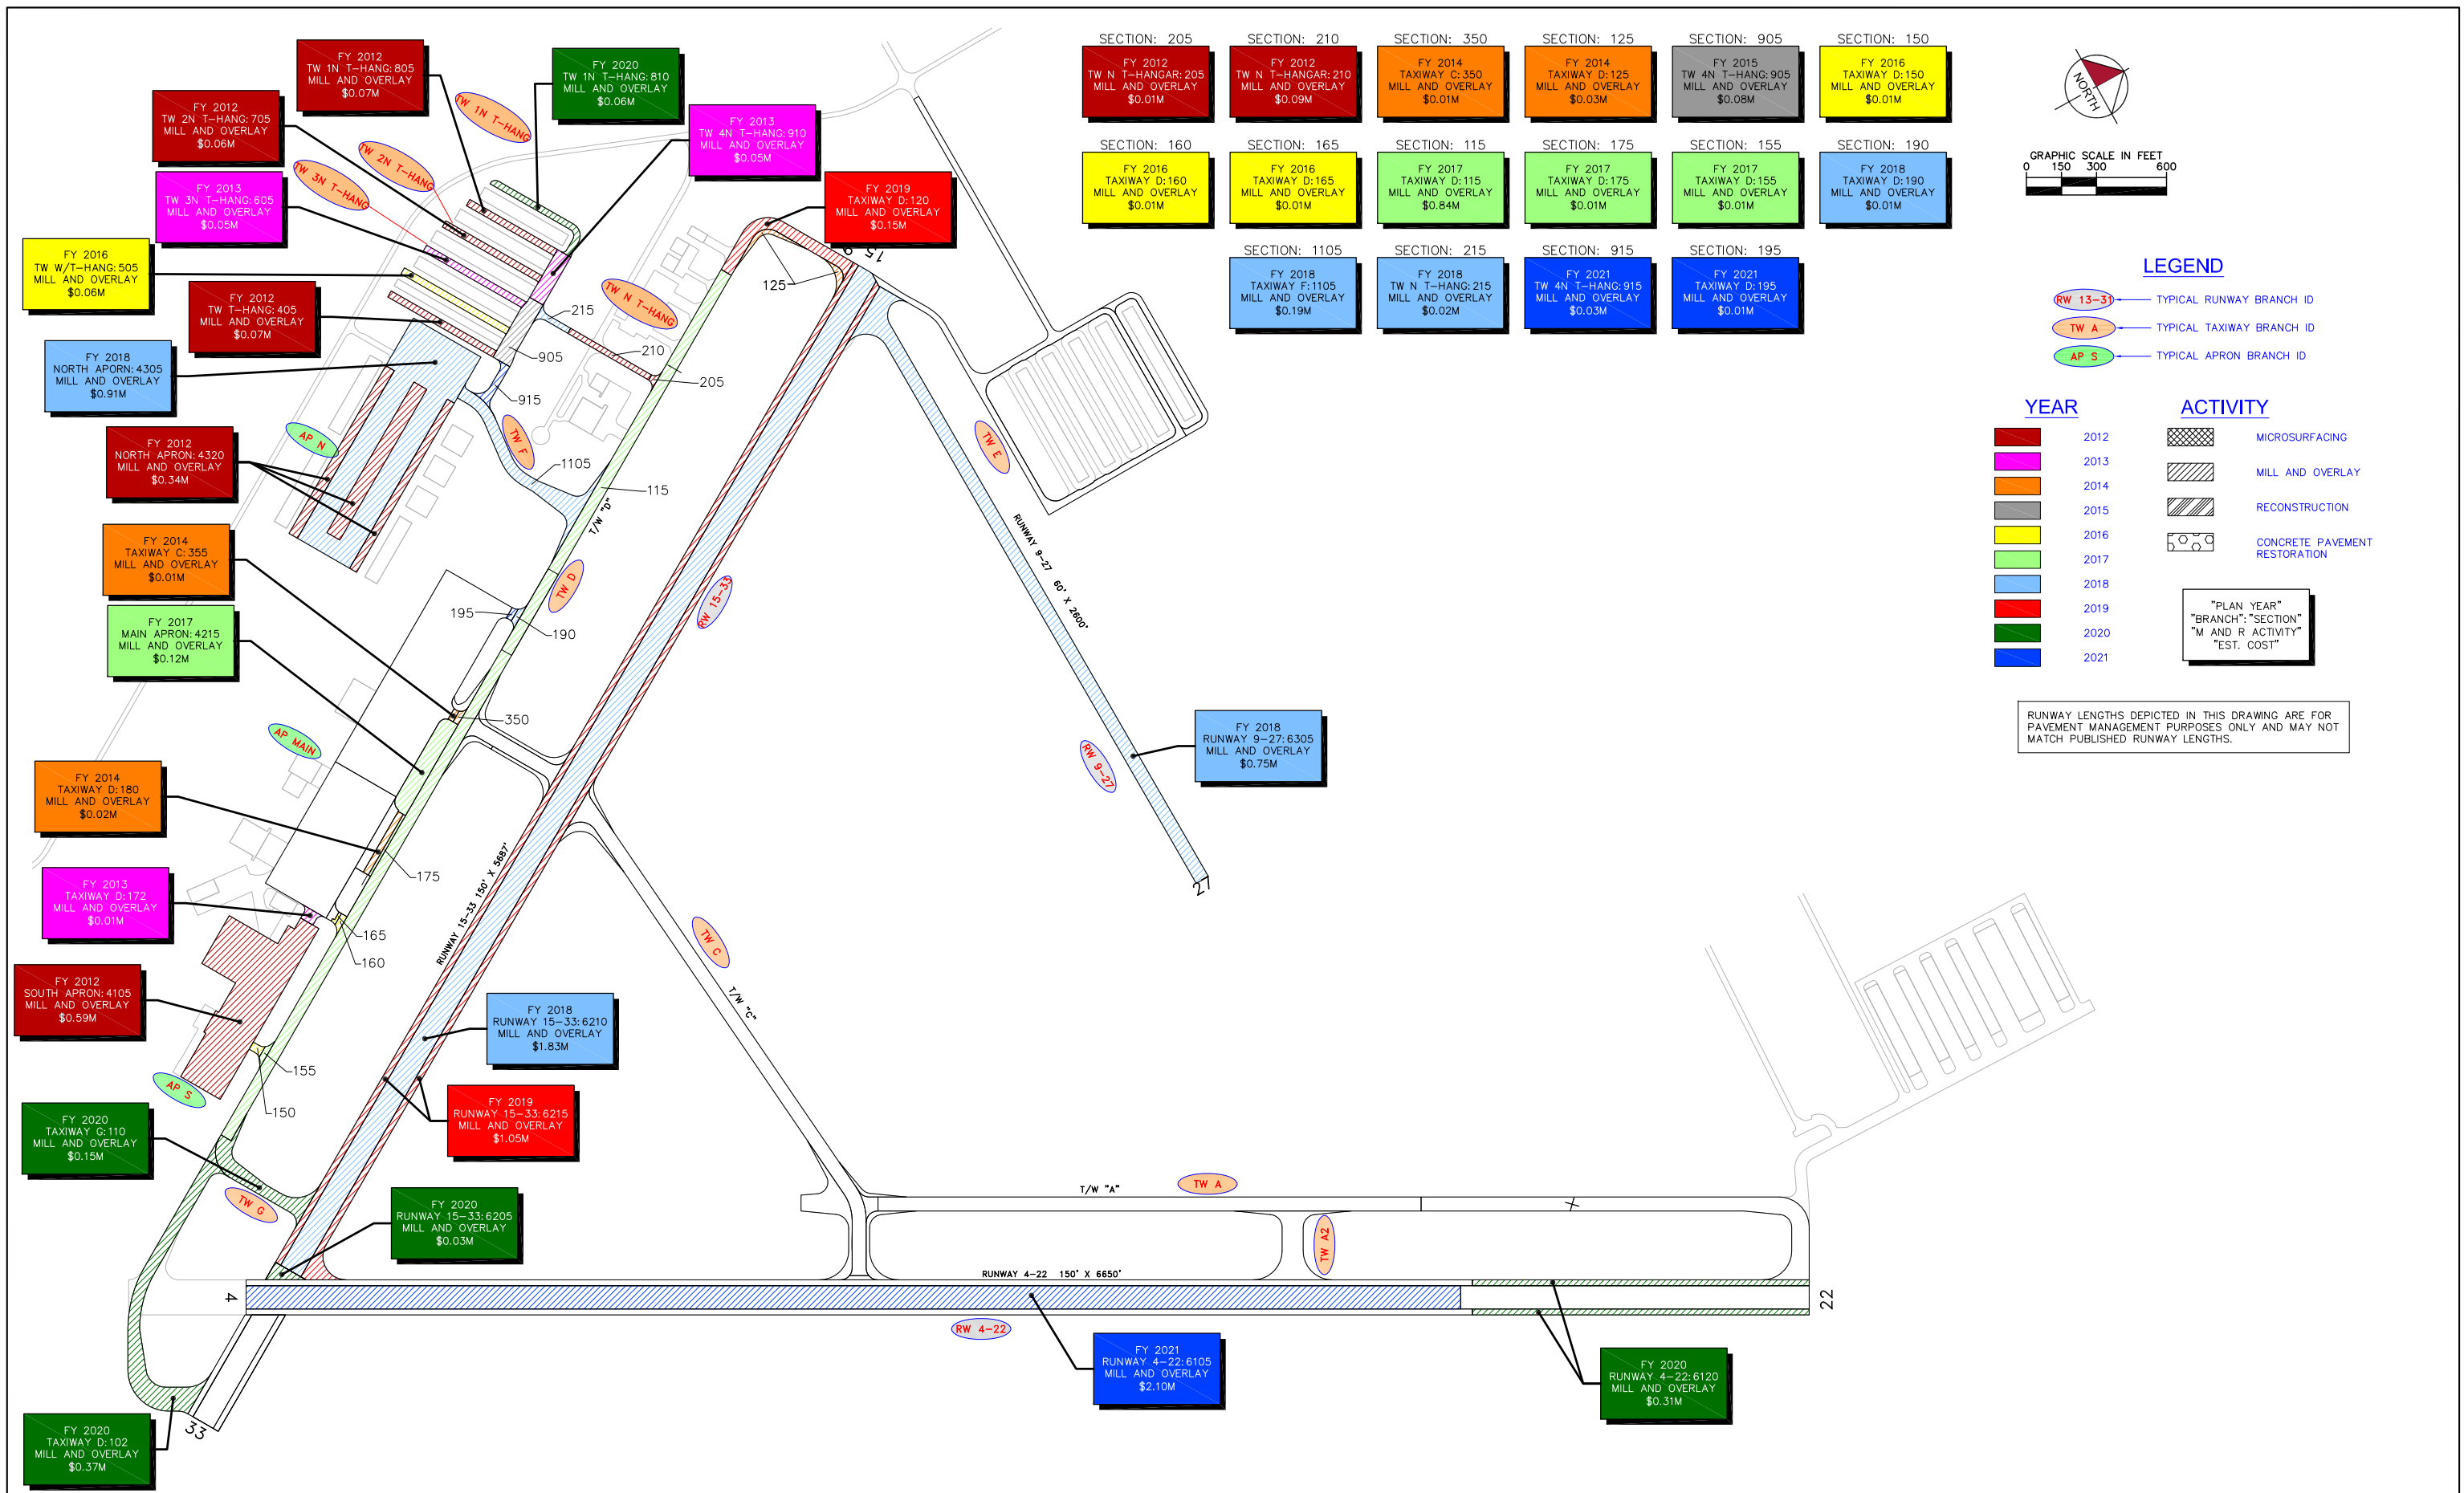 FY 2012
TW 1N T-HANG: 805
MILL AND OVERLAY
$0.07M
FY 2020
TW 1N T-HANG: 810
MILL AND OVERLAY
$0.06M
FY 2012
TW 2N T-HANG: 705
MILL AND OVERLAY
$0.06M
FY 2013
TW 4N T-HANG: 910
MILL AND OVERLAY
$0.05M
FY 2013
TW 3N T-HANG: 605
MILL AND OVERLAY
$0.05M
FY 2019
TAXIWAY D: 120
MILL AND OVERLAY
$0.15M
FY 2016
TW W/T-HANG: 505
MILL AND OVERLAY
$0.06M
FY 2012
TW T-HANG: 405
MILL AND OVERLAY
$0.07M
FY 2018
NORTH APORN: 4305
MILL AND OVERLAY
$0.91M
FY 2012
NORTH APRON: 4320
MILL AND OVERLAY
$0.34M
FY 2014
TAXIWAY C: 355
MILL AND OVERLAY
$0.01M
FY 2017
MAIN APRON: 4215
MILL AND OVERLAY
$0.12M
FY 2014
TAXIWAY D: 180
MILL AND OVERLAY
$0.02M
FY 2013
TAXIWAY D: 172
MILL AND OVERLAY
$0.01M
FY 2012
SOUTH APRON: 4105
MILL AND OVERLAY
$0.59M
FY 2020
TAXIWAY G: 110
MILL AND OVERLAY
$0.15M
FY 2020
TAXIWAY D: 102
MILL AND OVERLAY
$0.37M
FY 2018
RUNWAY 15-33: 6210
MILL AND OVERLAY
$1.83M
FY 2019
RUNWAY 15-33: 6215
MILL AND OVERLAY
$1.05M
FY 2020
RUNWAY 15-33: 6205
MILL AND OVERLAY
$0.03M
FY 2018
RUNWAY 9-27: 6305
MILL AND OVERLAY
$0.75M
FY 2021
RUNWAY 4-22: 6105
MILL AND OVERLAY
$2.10M
FY 2020
RUNWAY 4-22: 6120
MILL AND OVERLAY
$0.31M
TW 1N T-HANG
TW 2N T-HANG
TW 3N T-HANG
TW N T-HANG
AP N
TW F
TW E
TW D
RW 15-33
AP MAIN
RW 9-27
TW C
AP S
TW G
TW A
TW A2
RW 4-22
125
215
210
905
205
915
1105
115
195
190
350
175
165
160
155
150
9
15
27
4
22
33
T/W "D"
RUNWAY 9-27 60' X 2600'
RUNWAY 15-33 150' X 5687'
T/W "C"
T/W "A"
RUNWAY 4-22 150' X 6650'
SECTION: 205
FY 2012
TW N T-HANGAR: 205
MILL AND OVERLAY
$0.01M
SECTION: 210
FY 2012
TW N T-HANGAR: 210
MILL AND OVERLAY
$0.09M
SECTION: 350
FY 2014
TAXIWAY C: 350
MILL AND OVERLAY
$0.01M
SECTION: 125
FY 2014
TAXIWAY D: 125
MILL AND OVERLAY
$0.03M
SECTION: 905
FY 2015
TW 4N T-HANG: 905
MILL AND OVERLAY
$0.08M
SECTION: 150
FY 2016
TAXIWAY D: 150
MILL AND OVERLAY
$0.01M
SECTION: 160
FY 2016
TAXIWAY D: 160
MILL AND OVERLAY
$0.01M
SECTION: 165
FY 2016
TAXIWAY D: 165
MILL AND OVERLAY
$0.01M
SECTION: 115
FY 2017
TAXIWAY D: 115
MILL AND OVERLAY
$0.84M
SECTION: 175
FY 2017
TAXIWAY D: 175
MILL AND OVERLAY
$0.01M
SECTION: 155
FY 2017
TAXIWAY D: 155
MILL AND OVERLAY
$0.01M
SECTION: 190
FY 2018
TAXIWAY D: 190
MILL AND OVERLAY
$0.01M
SECTION: 1105
FY 2018
TAXIWAY F: 1105
MILL AND OVERLAY
$0.19M
SECTION: 215
FY 2018
TW N T-HANG: 215
MILL AND OVERLAY
$0.02M
SECTION: 915
FY 2021
TW 4N T-HANG: 915
MILL AND OVERLAY
$0.03M
SECTION: 195
FY 2021
TAXIWAY D: 195
MILL AND OVERLAY
$0.01M
NORTH
GRAPHIC SCALE IN FEET
0 150 300 600
LEGEND
RW 13-31 TYPICAL RUNWAY BRANCH ID
TW A TYPICAL TAXIWAY BRANCH ID
AP S TYPICAL APRON BRANCH ID
YEAR
2012
2013
2014
2015
2016
2017
2018
2019
2020
2021
ACTIVITY
MICROSURFACING
MILL AND OVERLAY
RECONSTRUCTION
CONCRETE PAVEMENT
RESTORATION
"PLAN YEAR"
"BRANCH": "SECTION"
"M AND R ACTIVITY"
"EST. COST"
RUNWAY LENGTHS DEPICTED IN THIS DRAWING ARE FOR
PAVEMENT MANAGEMENT PURPOSES ONLY AND MAY NOT
MATCH PUBLISHED RUNWAY LENGTHS.